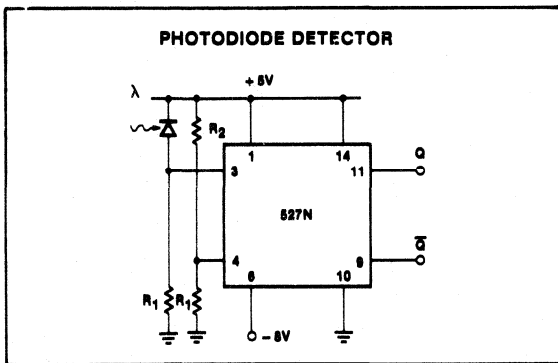 PHOTODIODE DETECTOR
+5V
λ
R2
1
14
3
11
Q
527N
4
9
Q̅
6
10
R1
R1
-5V